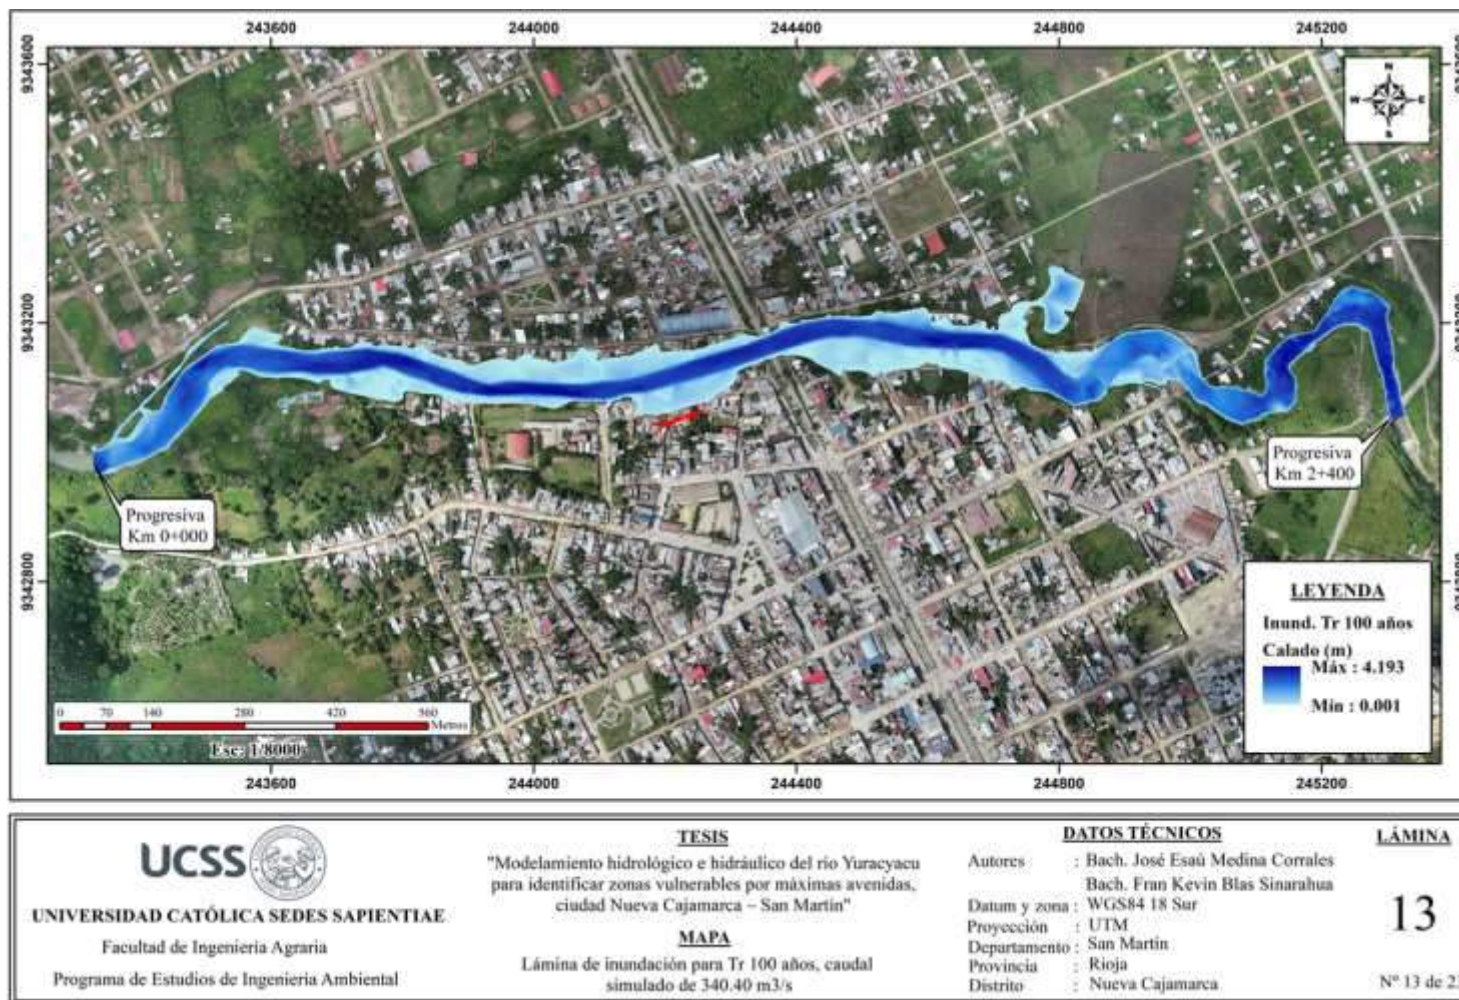 243600 244000 244400 244800 245200
9343600
9343200
9342800
N
W E
S
Progresiva
Km 0+000
Progresiva
Km 2+400
LEYENDA
Inund. Tr 100 años
Calado (m)
Máx : 4.193
Min : 0.001
0 70 140 280 420 560
Metros
Esc: 1/8000
243600 244000 244400 244800 245200
UCSS
UNIVERSIDAD CATÓLICA SEDES SAPIENTIAE
Facultad de Ingeniería Agraria
Programa de Estudios de Ingeniería Ambiental
TESIS
"Modelamiento hidrológico e hidráulico del río Yuracyacu
para identificar zonas vulnerables por máximas avenidas,
ciudad Nueva Cajamarca – San Martín"
MAPA
Lámina de inundación para Tr 100 años, caudal
simulado de 340.40 m3/s
DATOS TÉCNICOS
Autores : Bach. José Esaú Medina Corrales
Bach. Fran Kevin Blas Sinarahua
Datum y zona : WGS84 18 Sur
Proyección : UTM
Departamento : San Martín
Provincia : Rioja
Distrito : Nueva Cajamarca
LÁMINA
13
N° 13 de 2